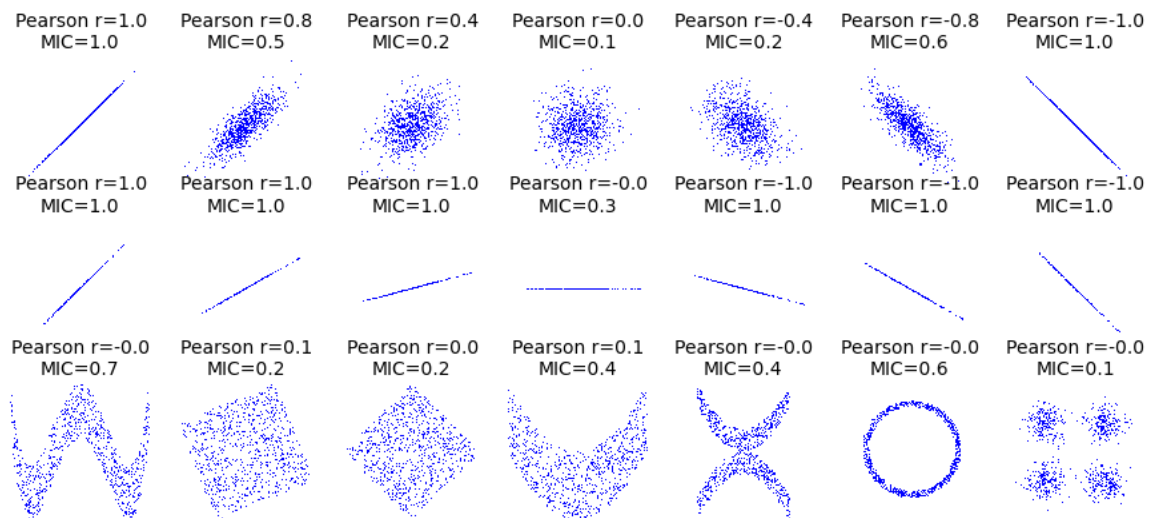 Pearson r=1.0 Pearson r=0.8 Pearson r=0.4 Pearson r=0.0 Pearson r=-0.4 Pearson r=-0.8 Pearson r=-1.0
MIC=1.0 MIC=0.5 MIC=0.2 MIC=0.1 MIC=0.2 MIC=0.6 MIC=1.0
Pearson r=1.0 Pearson r=1.0 Pearson r=1.0 Pearson r=-0.0 Pearson r=-1.0 Pearson r=-1.0 Pearson r=-1.0
MIC=1.0 MIC=1.0 MIC=1.0 MIC=0.3 MIC=1.0 MIC=1.0 MIC=1.0
Pearson r=-0.0 Pearson r=0.1 Pearson r=0.0 Pearson r=0.1 Pearson r=-0.0 Pearson r=-0.0 Pearson r=-0.0
MIC=0.7 MIC=0.2 MIC=0.2 MIC=0.4 MIC=0.4 MIC=0.6 MIC=0.1